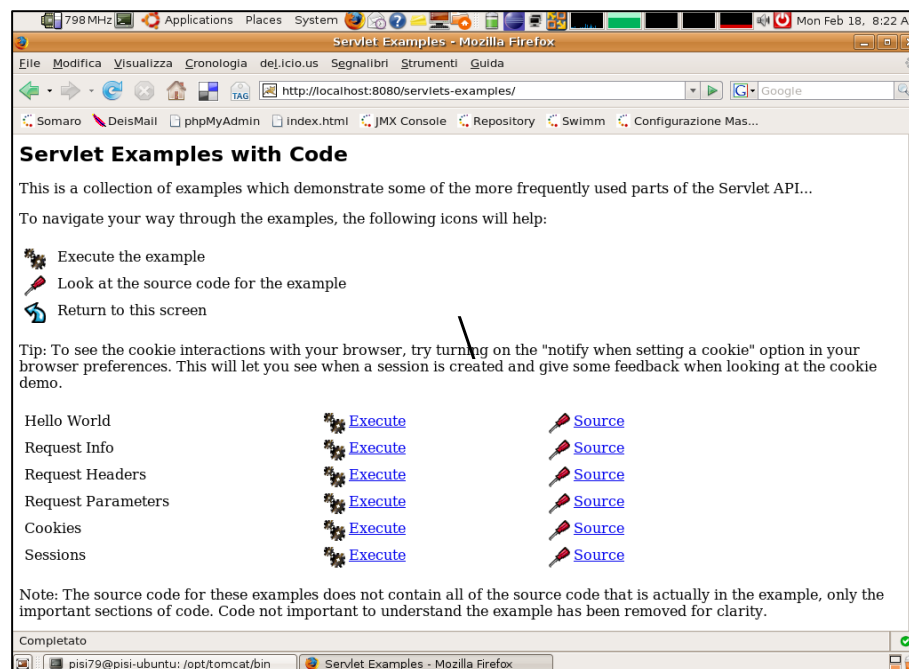 798 MHz Applications Places System Mon Feb 18, 8:22 A
Servlet Examples - Mozilla Firefox
File Modifica Visualizza Cronologia del.icio.us Segnalibri Strumenti Guida
TAG http://localhost:8080/servlets-examples/ G Google
Somaro DeisMail phpMyAdmin index.html JMX Console Repository Swimm Configurazione Mas...
Servlet Examples with Code
This is a collection of examples which demonstrate some of the more frequently used parts of the Servlet API...
To navigate your way through the examples, the following icons will help:
Execute the example
Look at the source code for the example
Return to this screen
Tip: To see the cookie interactions with your browser, try turning on the "notify when setting a cookie" option in your
browser preferences. This will let you see when a session is created and give some feedback when looking at the cookie
demo.
Hello World Execute Source
Request Info Execute Source
Request Headers Execute Source
Request Parameters Execute Source
Cookies Execute Source
Sessions Execute Source
Note: The source code for these examples does not contain all of the source code that is actually in the example, only the
important sections of code. Code not important to understand the example has been removed for clarity.
Completato
pisi79@pisi-ubuntu: /opt/tomcat/bin Servlet Examples - Mozilla Firefox